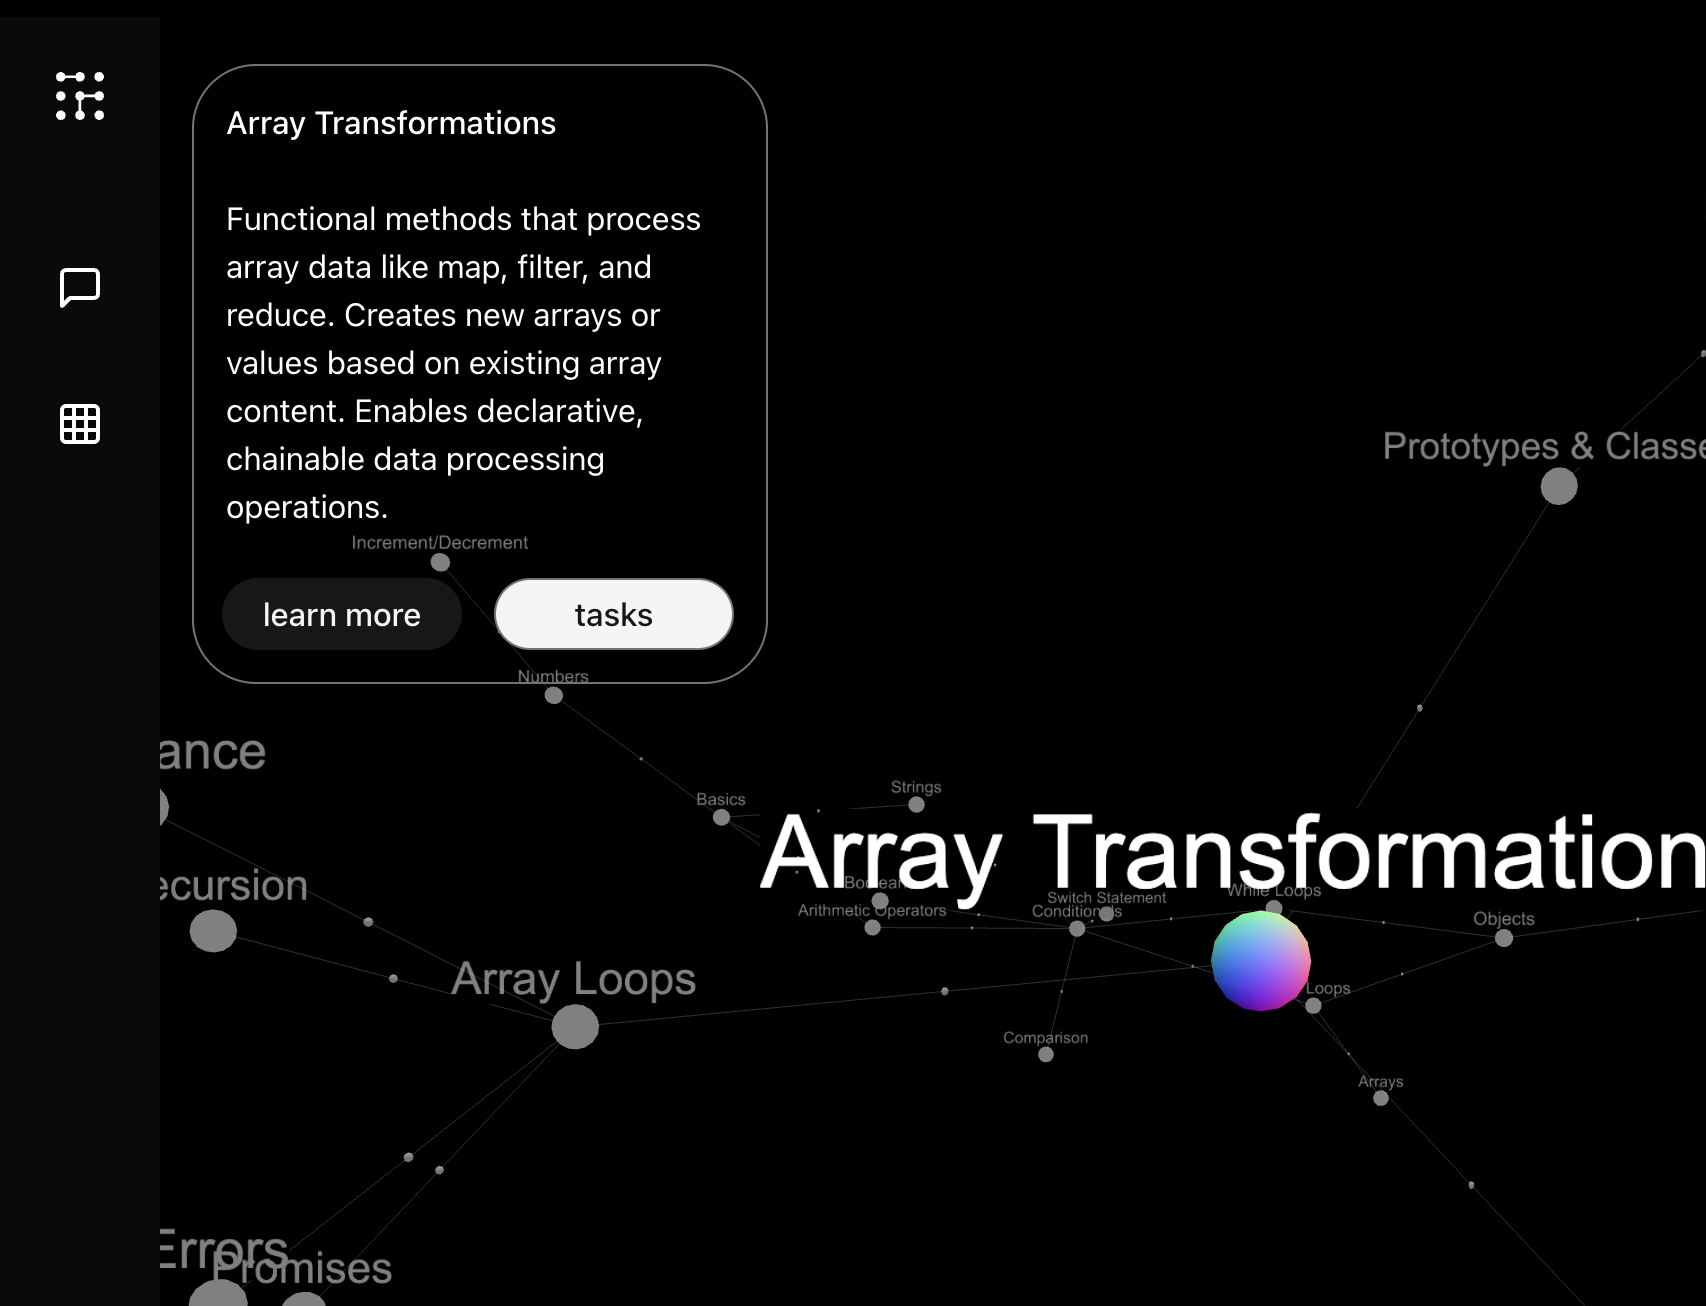 Array Transformations
Functional methods that process
array data like map, filter, and
reduce. Creates new arrays or
values based on existing array
content. Enables declarative,
chainable data processing
operations.
Increment/Decrement
learn more
tasks
Numbers
Prototypes & Classe
ance
Basics
Strings
Array Transformation
Boolean
ecursion
Switch Statement
While Loops
Arithmetic Operators
Conditionals
Objects
Array Loops
Loops
Comparison
Arrays
Errors
Promises